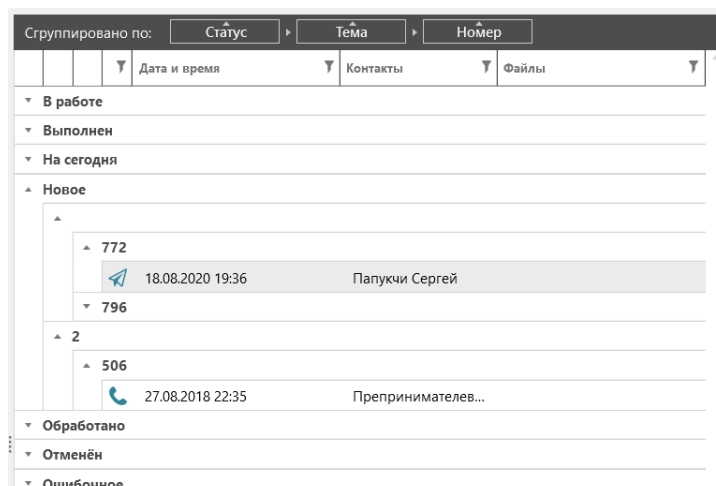 Сгруппировано по: Статус Тема Номер
Дата и время Контакты Файлы
В работе
Выполнен
На сегодня
Новое
772
18.08.2020 19:36 Папукчи Сергей
796
2
506
27.08.2018 22:35 Препринимателев...
Обработано
Отменён
Ошибочное